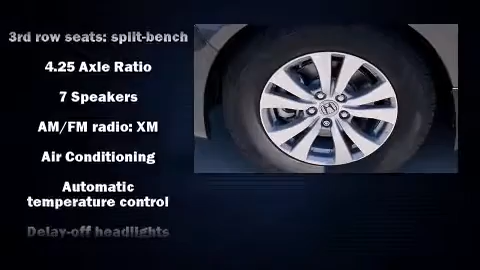 3rd row seats: split-bench
4.25 Axle Ratio
7 Speakers
AM/FM radio: XM
Air Conditioning
Automatic
temperature control
Delay-off headlights